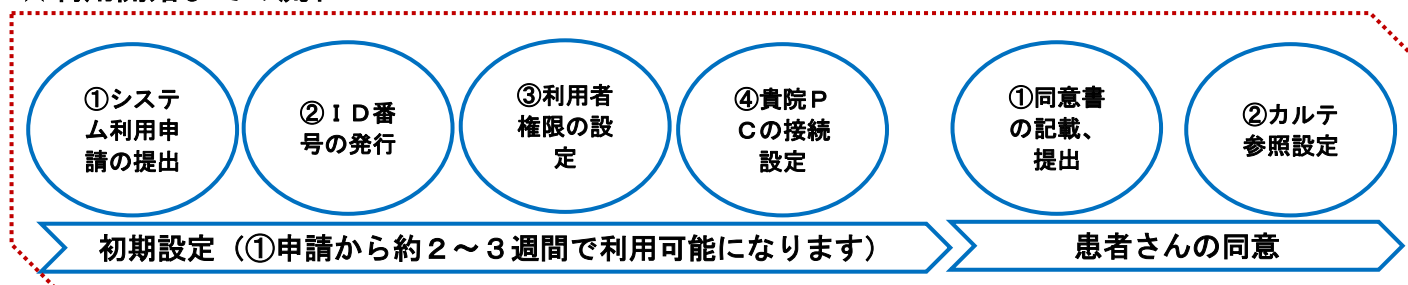 ①システ
ム利用申
請の提出
②ＩＤ番
号の発行
③利用者
権限の設
定
④貴院Ｐ
Ｃの接続
設定
①同意書
の記載、
提出
②カルテ
参照設定
初期設定（①申請から約２～３週間で利用可能になります）
患者さんの同意